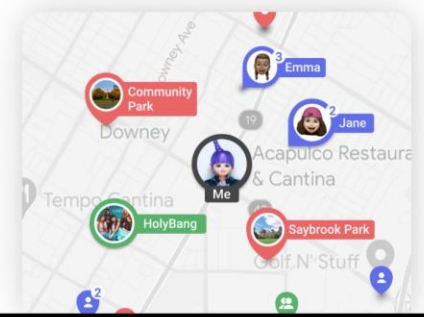 Downey Ave
3
Emma
Community
Park
2
Jane
19
Downey
Acapulco Restaura
& Cantina
Me
Tempo Cantina
HolyBang
Saybrook Park
Golf N' Stuff
2